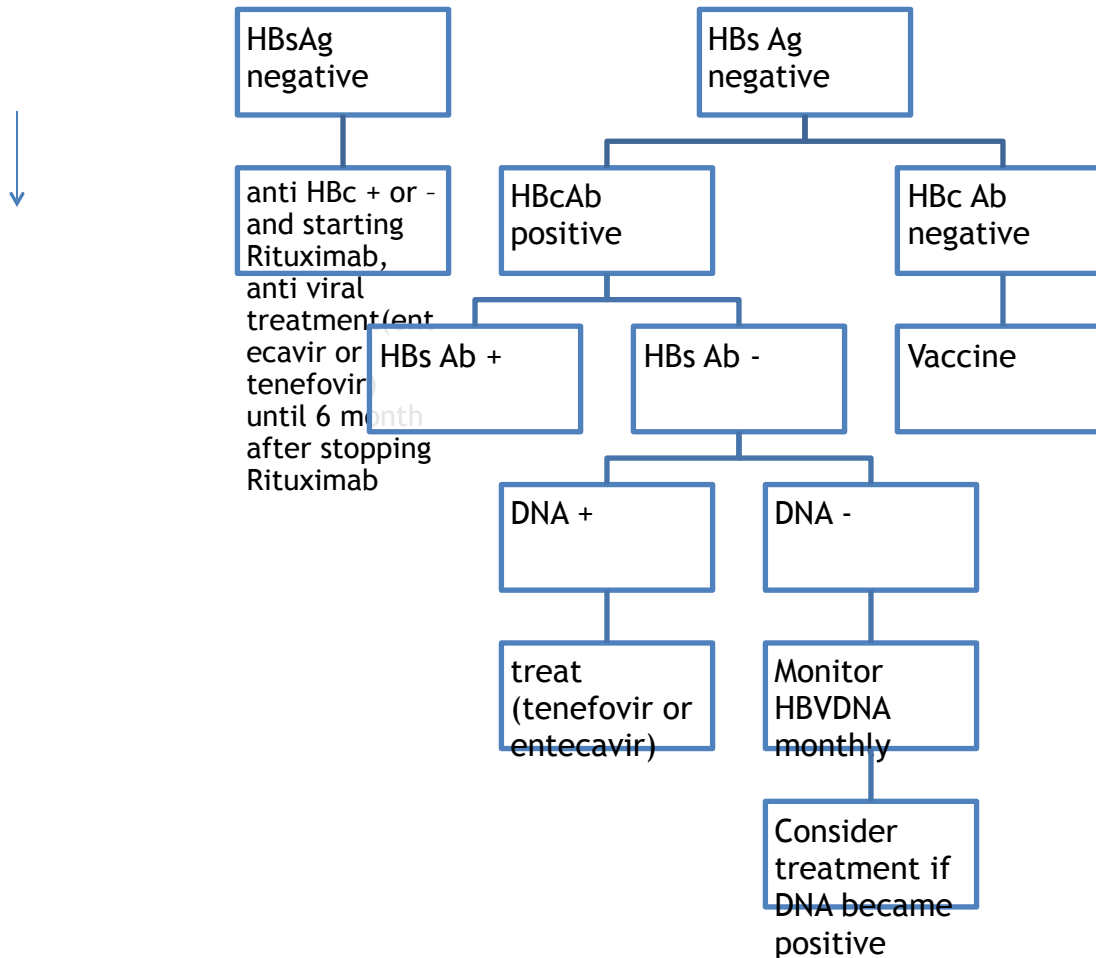 HBsAg
negative
HBs Ag
negative
anti HBc + or –
and starting
Rituximab,
anti viral
treatment(ent
ecavir or
tenefovir)
until 6 month
after stopping
Rituximab
HBcAb
positive
HBc Ab
negative
HBs Ab +
HBs Ab -
Vaccine
DNA +
DNA -
treat
(tenefovir or
entecavir)
Monitor
HBVDNA
monthly
Consider
treatment if
DNA became
positive